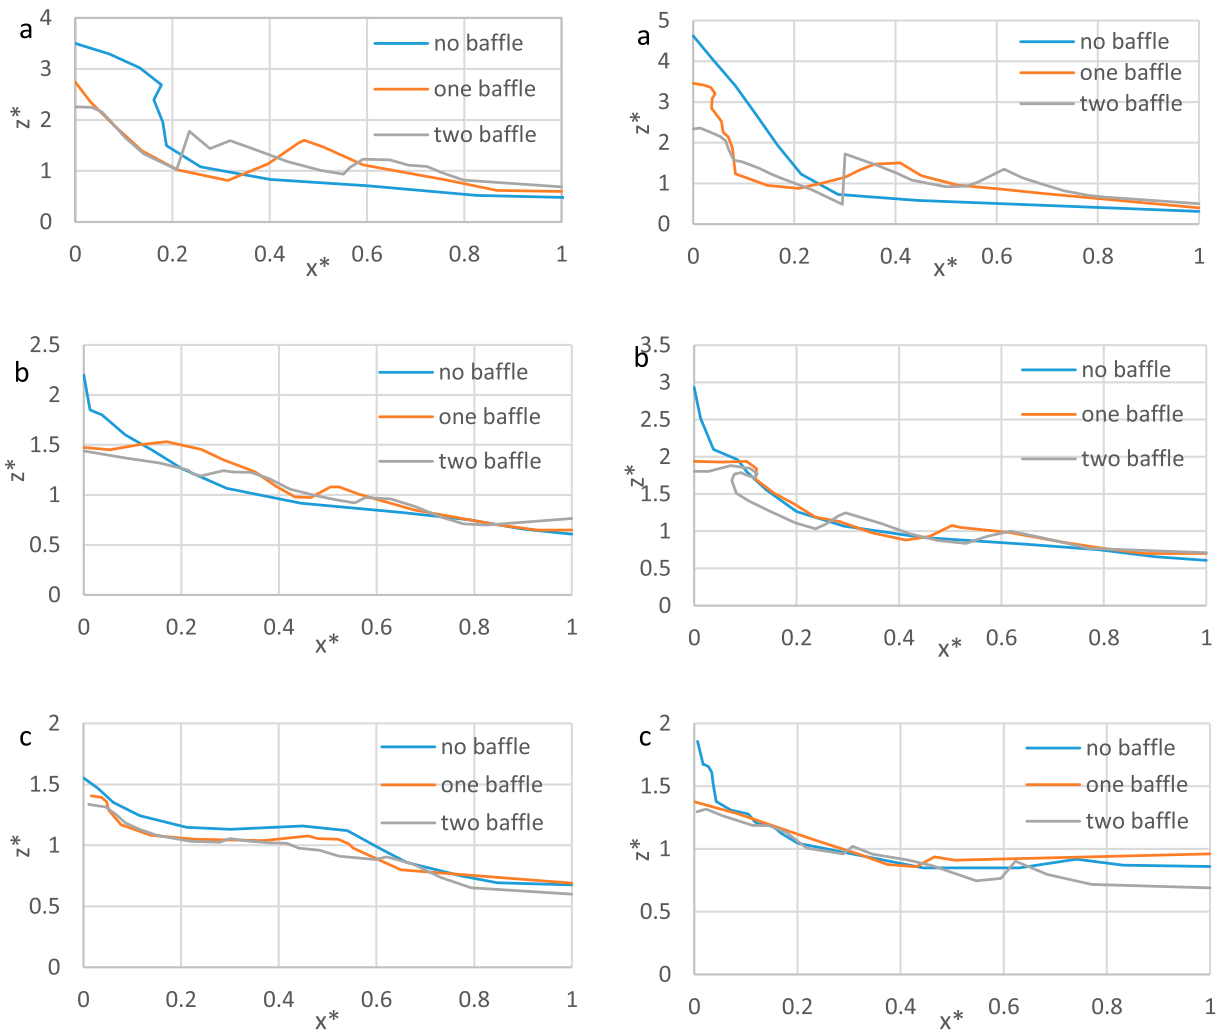 a
4
3
2
1
0
z*
no baffle
one baffle
two baffle
0 0.2 0.4 0.6 0.8 1
x*
a
5
4
3
2
1
0
z*
no baffle
one baffle
two baffle
0 0.2 0.4 0.6 0.8 1
x*
b
2.5
2
1.5
1
0.5
0
z*
no baffle
one baffle
two baffle
0 0.2 0.4 0.6 0.8 1
x*
b
3.5
3
2.5
2
1.5
1
0.5
0
z*
no baffle
one baffle
two baffle
0 0.2 0.4 0.6 0.8 1
x*
c
2
1.5
1
0.5
0
z*
no baffle
one baffle
two baffle
0 0.2 0.4 0.6 0.8 1
x*
c
2
1.5
1
0.5
0
z*
no baffle
one baffle
two baffle
0 0.2 0.4 0.6 0.8 1
x*